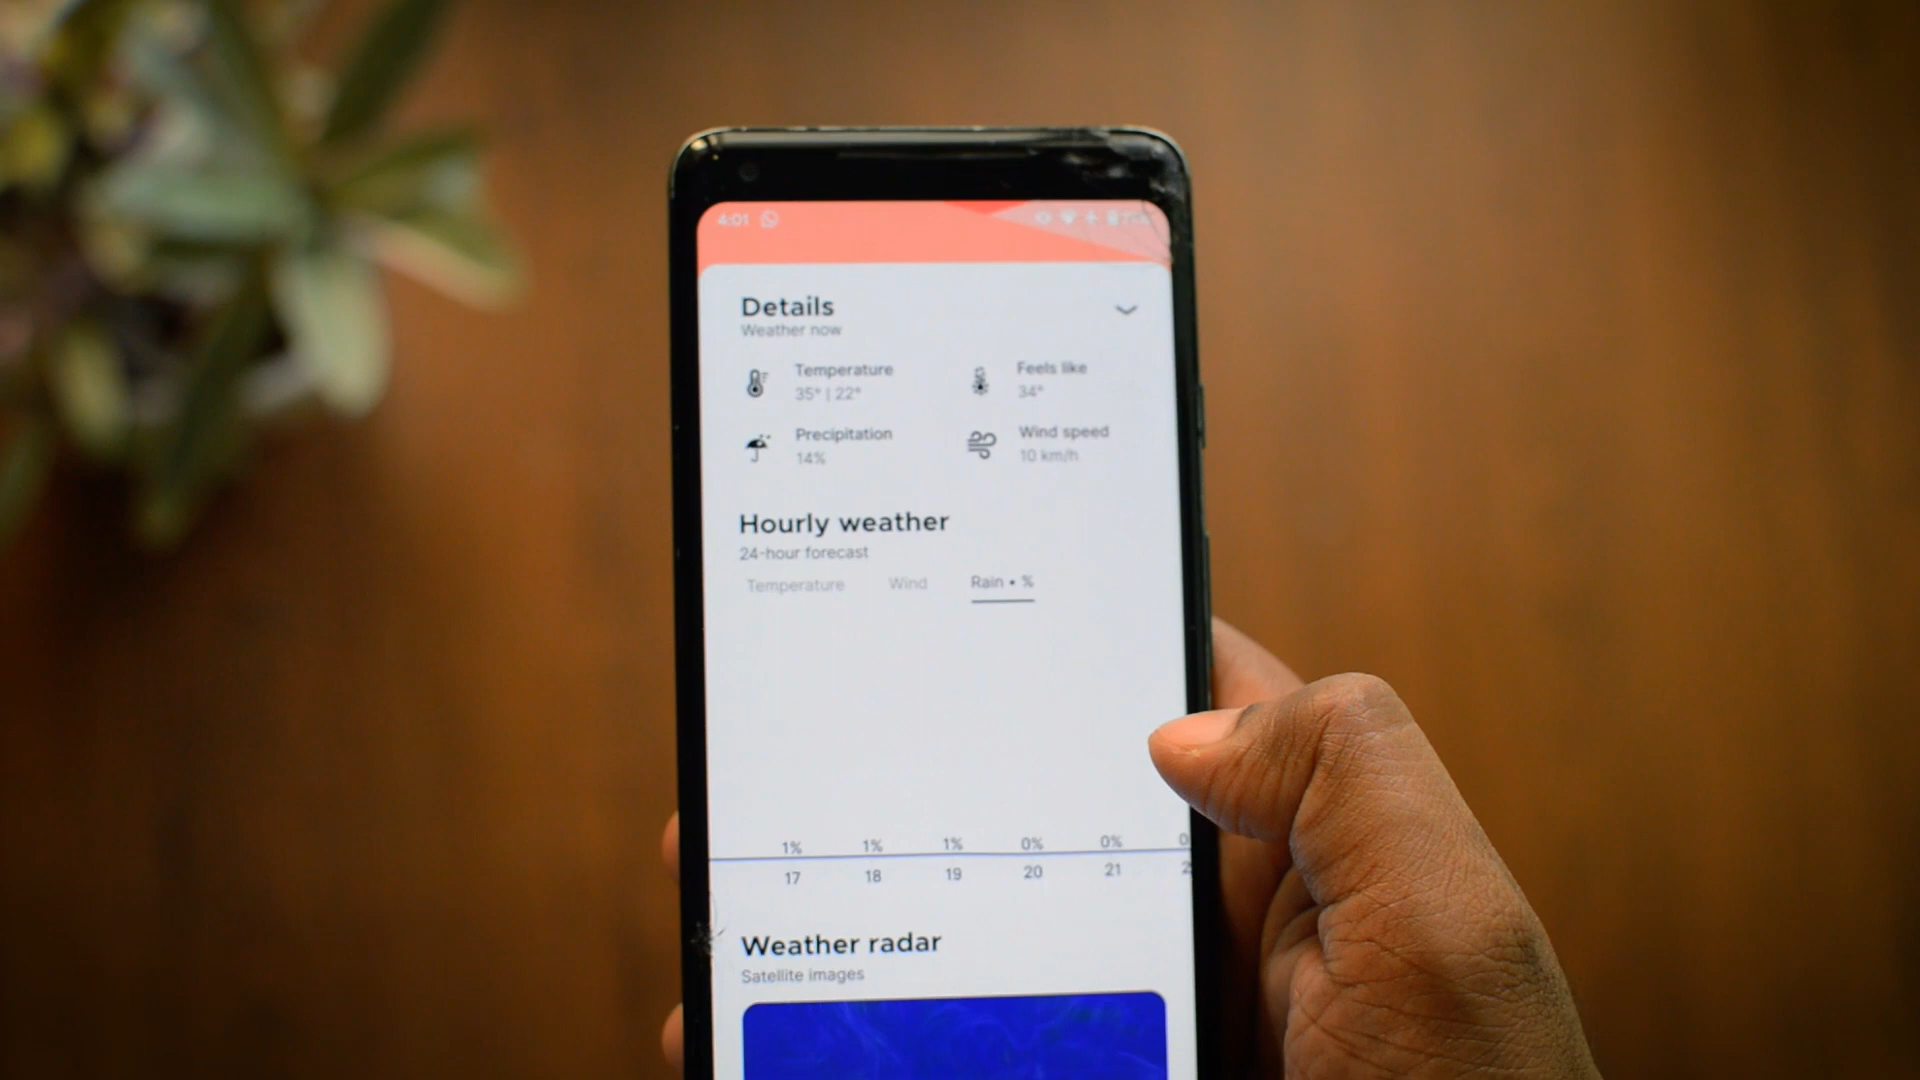 4:01
Details
Weather now
Temperature Feels like
35° | 22° 34°
Precipitation Wind speed
14% 10 km/h
Hourly weather
24-hour forecast
Temperature Wind Rain • %
1% 1% 1% 0% 0%
17 18 19 20 21
Weather radar
Satellite images